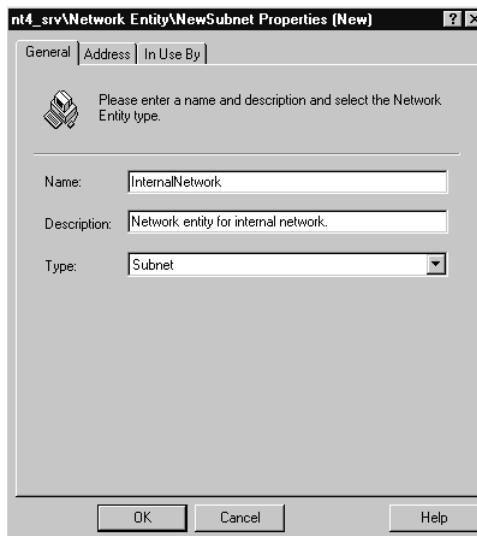 nt4_srv\Network Entity\NewSubnet Properties (New)
General
Address
In Use By
Please enter a name and description and select the Network
Entity type.
Name:
InternalNetwork
Description:
Network entity for internal network.
Type:
Subnet
OK
Cancel
Help